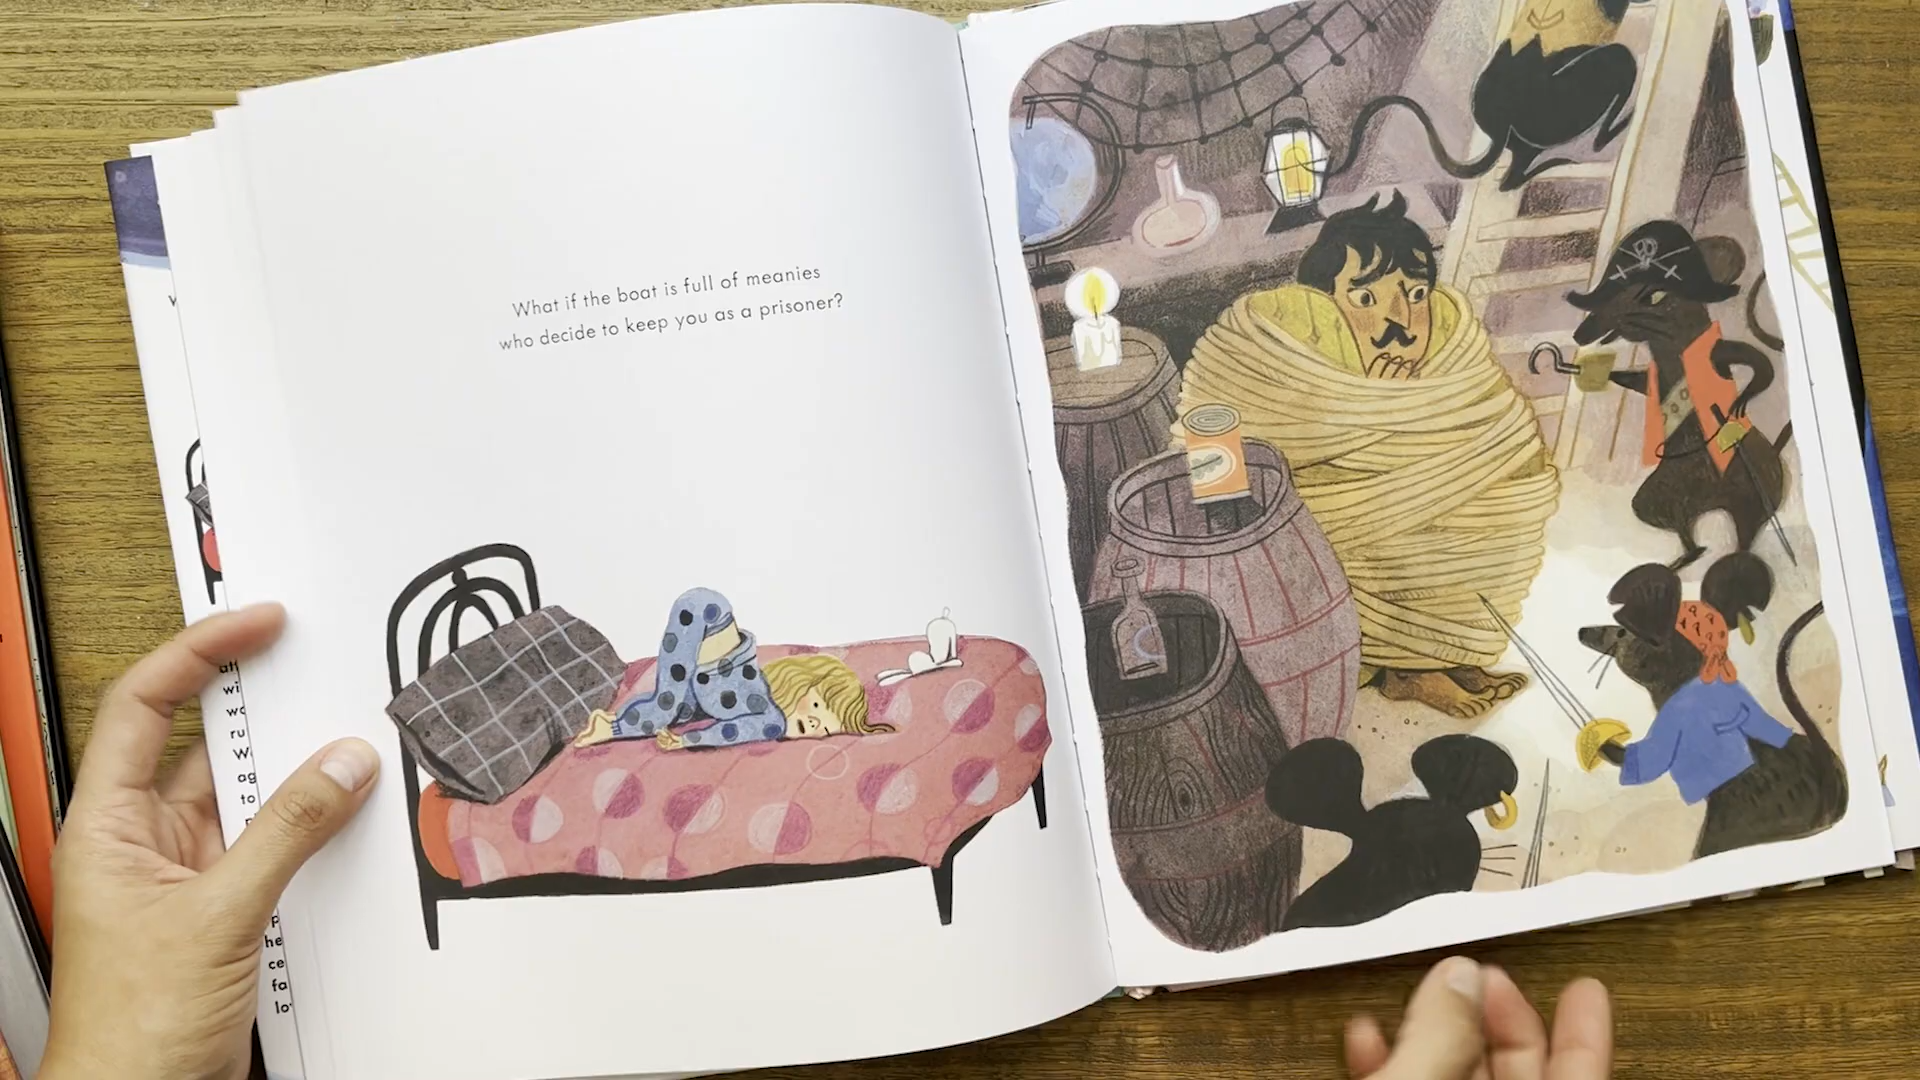 What if the boat is full of meanies
who decide to keep you as a prisoner?